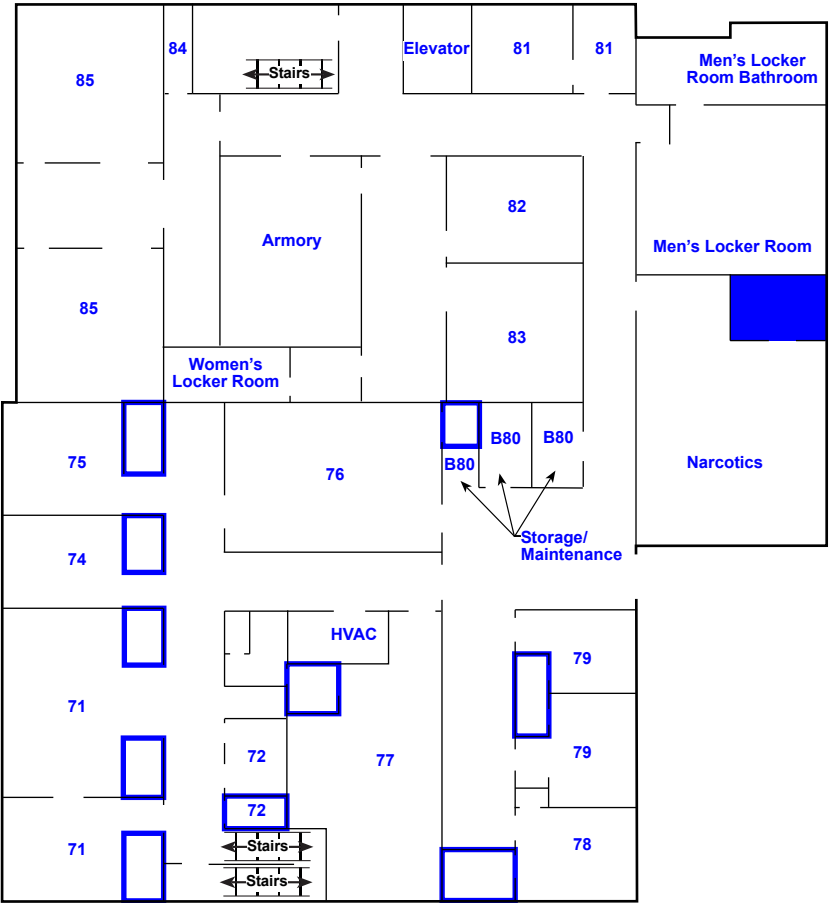 84
Elevator
81
81
Stairs
Men's Locker
Room Bathroom
85
82
Armory
Men's Locker Room
85
83
Women's
Locker Room
75
76
B80
B80
B80
Narcotics
Storage/
Maintenance
74
HVAC
79
71
72
77
79
72
71
Stairs
78
Stairs